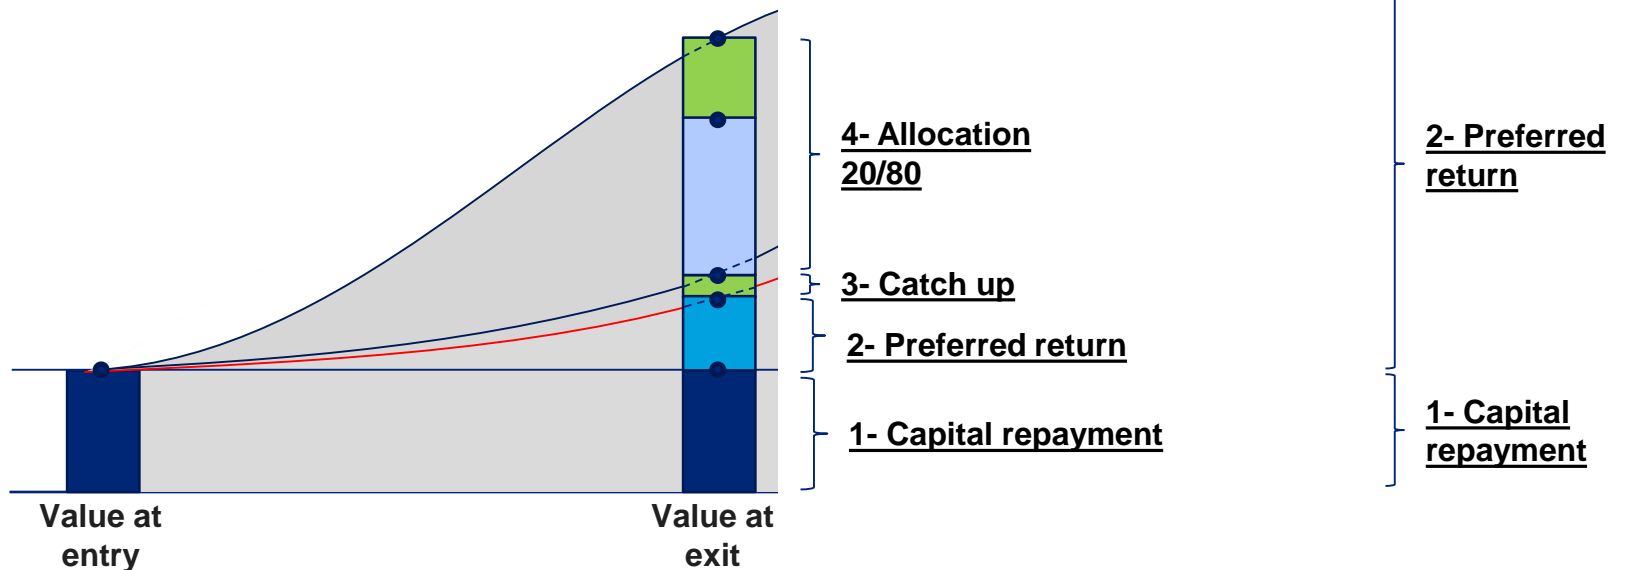 4- Allocation
20/80
3- Catch up
2- Preferred return
1- Capital repayment
2- Preferred
return
1- Capital
repayment
Value at
entry
Value at
exit